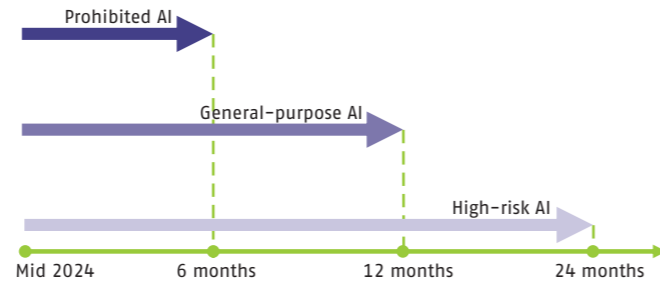 Prohibited AI
General-purpose AI
High-risk AI
Mid 2024
6 months
12 months
24 months